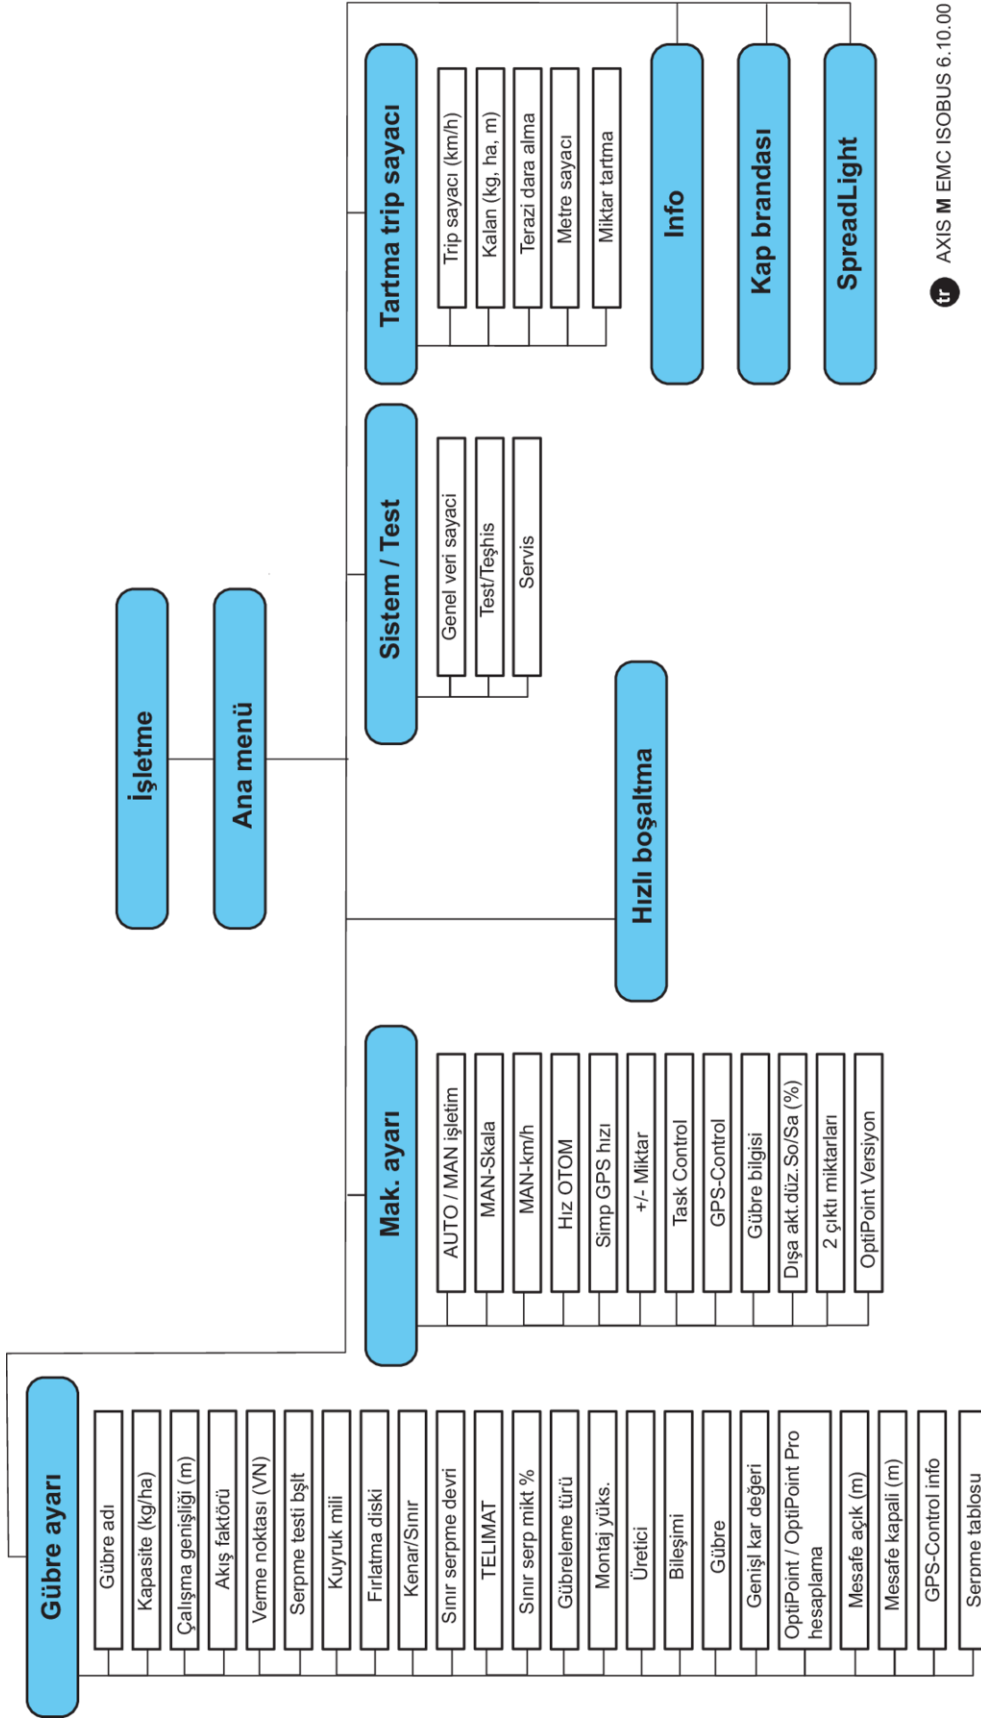 İşletme
Ana menü
Gübre ayarı
Gübre adı
Kapasite (kg/ha)
Çalışma genişliği (m)
Akış faktörü
Verme noktası (VN)
Serpme testi bşlt
Kuyruk mili
Fırlatma diski
Kenar/Sınır
Sınır serpme devri
TELIMAT
Sınır serp mikt %
Gübreleme türü
Montaj yüks.
Üretici
Bileşimi
Gübre
Genişl kar değeri
OptiPoint / OptiPoint Pro
hesaplama
Mesafe açık (m)
Mesafe kapali (m)
GPS-Control info
Serpme tablosu
Mak. ayarı
AUTO / MAN işletim
MAN-Skala
MAN-km/h
Hız OTOM
Simp GPS hızı
+/- Miktar
Task Control
GPS-Control
Gübre bilgisi
Dışa akt.düz.So/Sa (%)
2 çıktı miktarları
OptiPoint Versiyon
Hızlı boşaltma
Sistem / Test
Genel veri sayaci
Test/Teşhis
Servis
Tartma trip sayacı
Trip sayacı (km/h)
Kalan (kg, ha, m)
Terazi dara alma
Metre sayacı
Miktar tartma
Info
Kap brandası
SpreadLight
tr AXIS M EMC ISOBUS 6.10.00